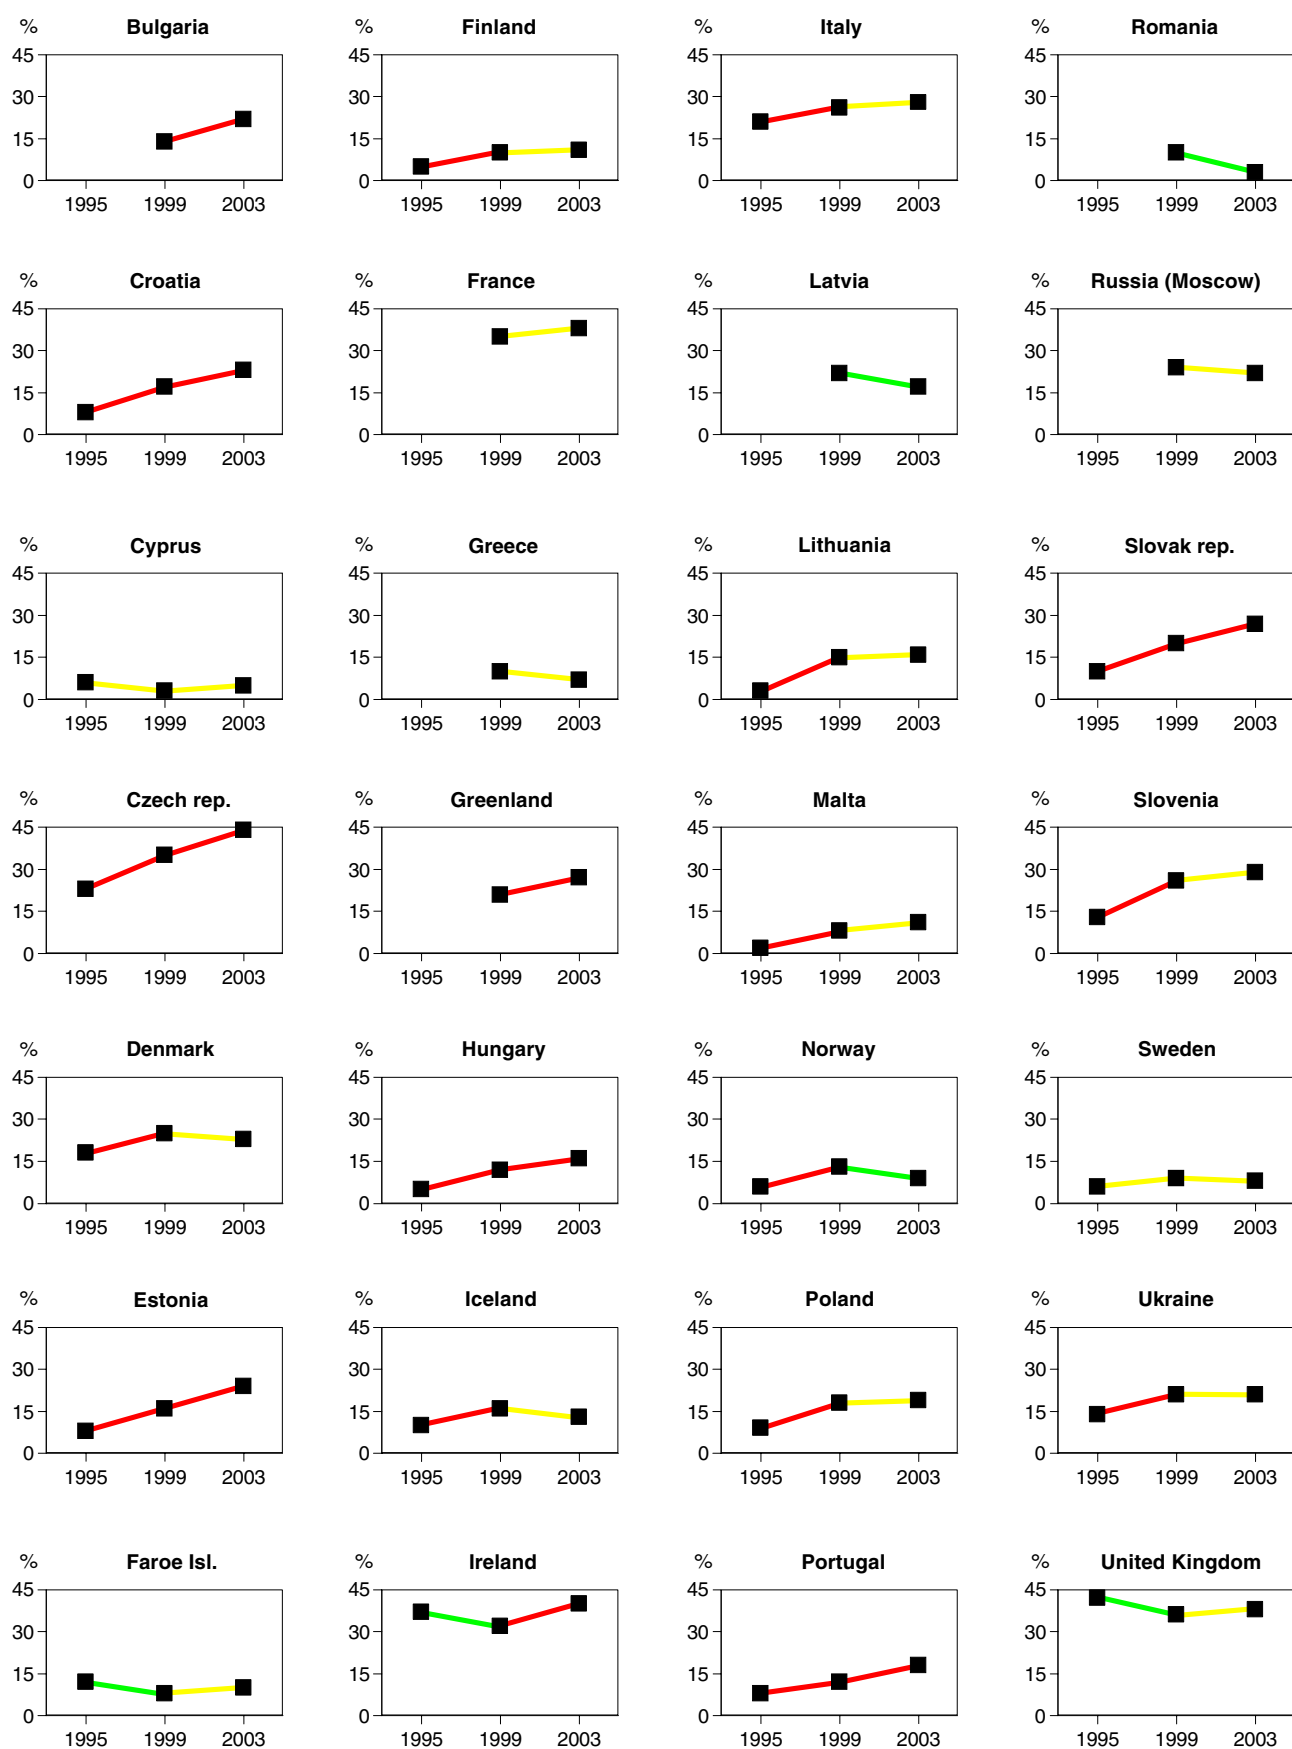 % Bulgaria % Finland % Italy % Romania
45 45 45 45
30 30 30 30
15 15 15 15
0 0 0 0
1995 1999 2003 1995 1999 2003 1995 1999 2003 1995 1999 2003
% Croatia % France % Latvia % Russia (Moscow)
45 45 45 45
30 30 30 30
15 15 15 15
0 0 0 0
1995 1999 2003 1995 1999 2003 1995 1999 2003 1995 1999 2003
% Cyprus % Greece % Lithuania % Slovak rep.
45 45 45 45
30 30 30 30
15 15 15 15
0 0 0 0
1995 1999 2003 1995 1999 2003 1995 1999 2003 1995 1999 2003
% Czech rep. % Greenland % Malta % Slovenia
45 45 45 45
30 30 30 30
15 15 15 15
0 0 0 0
1995 1999 2003 1995 1999 2003 1995 1999 2003 1995 1999 2003
% Denmark % Hungary % Norway % Sweden
45 45 45 45
30 30 30 30
15 15 15 15
0 0 0 0
1995 1999 2003 1995 1999 2003 1995 1999 2003 1995 1999 2003
% Estonia % Iceland % Poland % Ukraine
45 45 45 45
30 30 30 30
15 15 15 15
0 0 0 0
1995 1999 2003 1995 1999 2003 1995 1999 2003 1995 1999 2003
% Faroe Isl. % Ireland % Portugal % United Kingdom
45 45 45 45
30 30 30 30
15 15 15 15
0 0 0 0
1995 1999 2003 1995 1999 2003 1995 1999 2003 1995 1999 2003